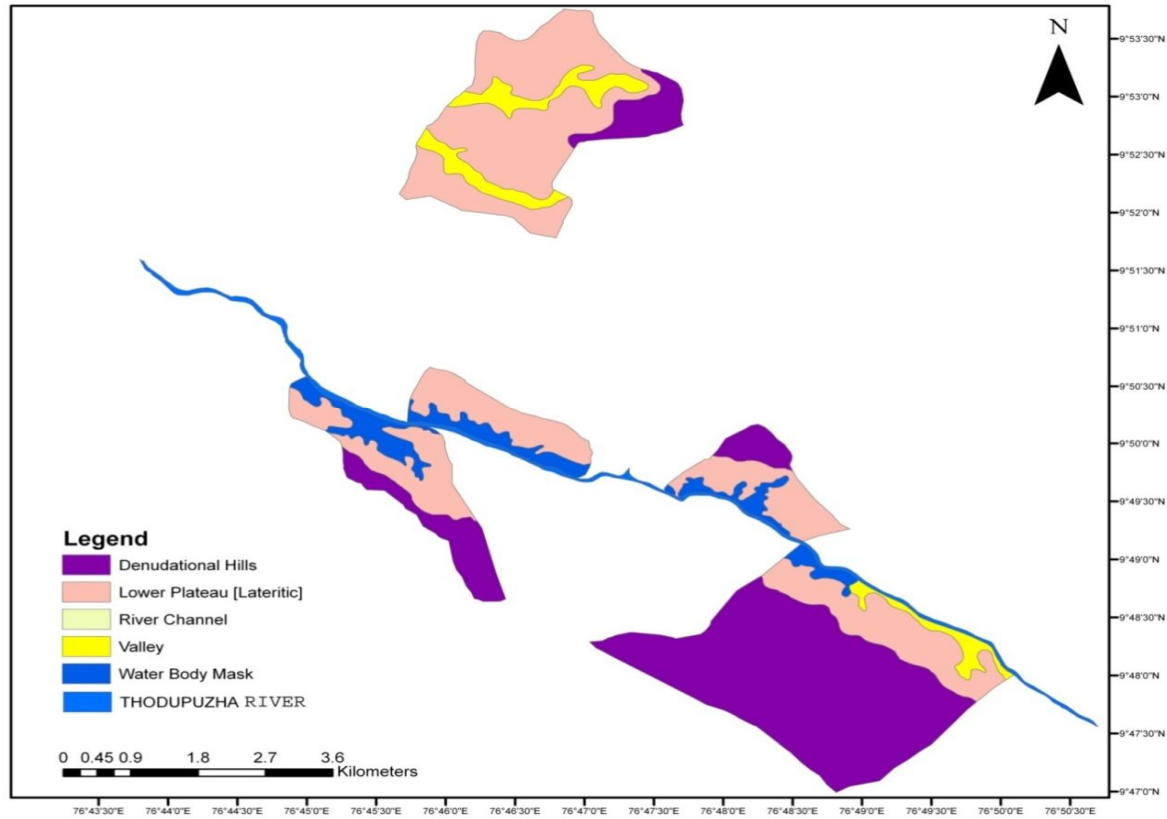 N
9°53'30"N
9°53'0"N
9°52'30"N
9°52'0"N
9°51'30"N
9°51'0"N
9°50'30"N
9°50'0"N
9°49'30"N
9°49'0"N
9°48'30"N
9°48'0"N
9°47'30"N
9°47'0"N
Legend
Denudational Hills
Lower Plateau [Lateritic]
River Channel
Valley
Water Body Mask
THODUPUZHA RIVER
0 0.45 0.9 1.8 2.7 3.6
Kilometers
76°43'30"E 76°44'0"E 76°44'30"E 76°45'0"E 76°45'30"E 76°46'0"E 76°46'30"E 76°47'0"E 76°47'30"E 76°48'0"E 76°48'30"E 76°49'0"E 76°49'30"E 76°50'0"E 76°50'30"E